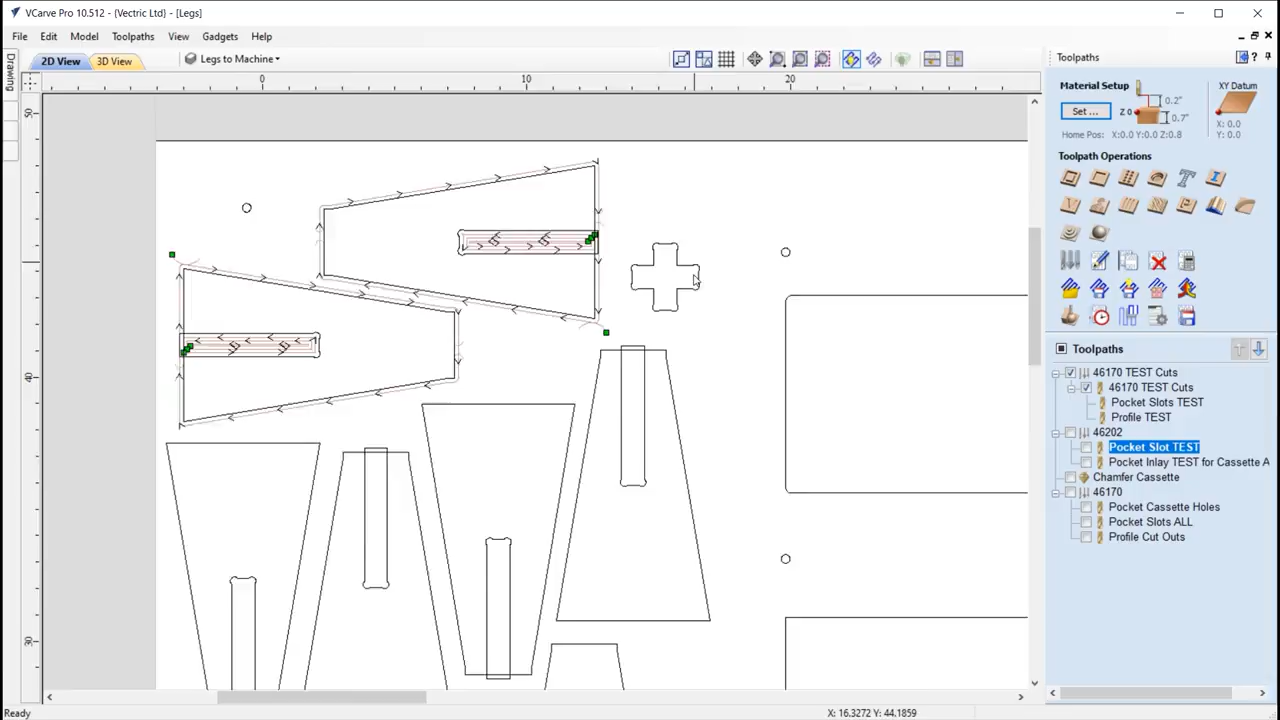 VCarve Pro 10.512 - {Vectric Ltd} - [Legs]
File Edit Model Toolpaths View Gadgets Help
2D View 3D View Legs to Machine
Drawing
0 10 20
50
40
30
Toolpaths
Material Setup
Set ...
Z 0
0.2"
0.7"
XY Datum
X: 0.0
Y: 0.0
Home Pos: X:0.0 Y:0.0 Z:0.8
Toolpath Operations
Toolpaths
46170 TEST Cuts
46170 TEST Cuts
Pocket Slots TEST
Profile TEST
46202
Pocket Slot TEST
Pocket Inlay TEST for Cassette A
Chamfer Cassette
46170
Pocket Cassette Holes
Pocket Slots ALL
Profile Cut Outs
Ready
X: 16.3272 Y: 44.1859